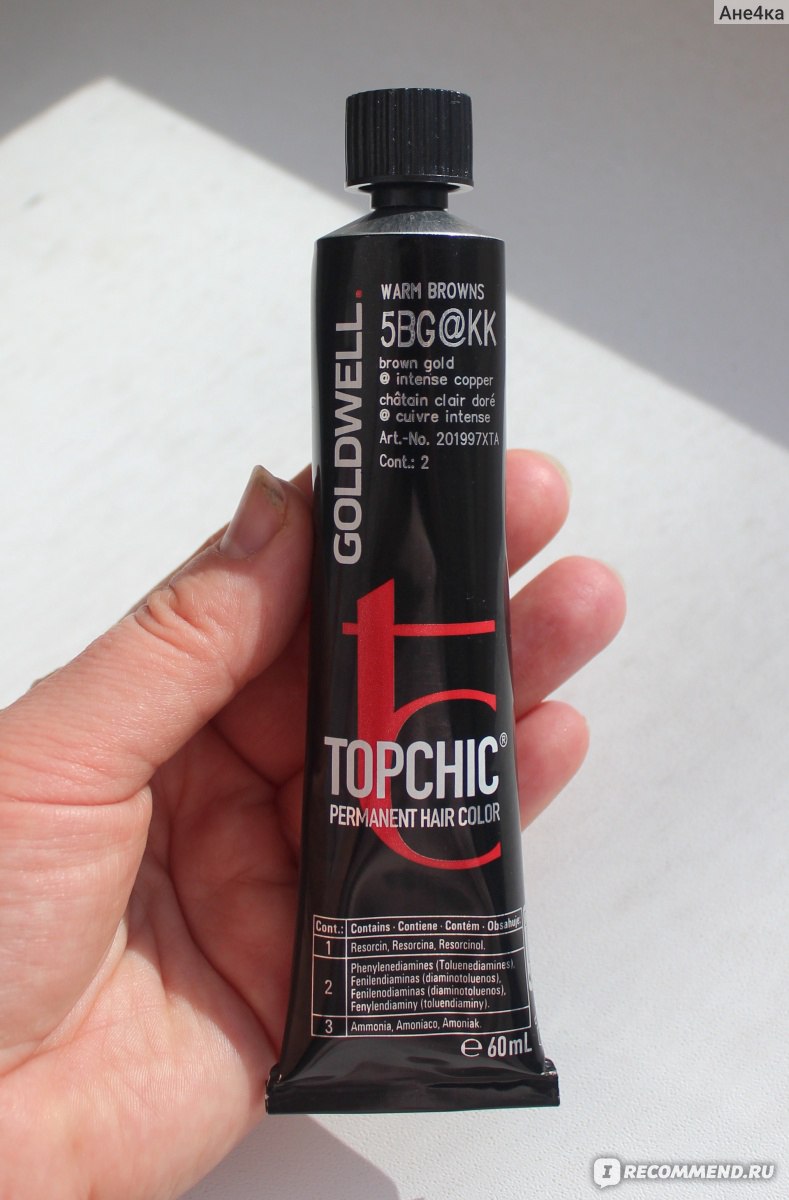 Ане4ка
WARM BROWNS
5BG@KK
brown gold
@ intense copper
châtain clair doré
@ cuivre intense
Art.-No. 201997XTA
Cont.: 2
GOLDWELL.
tc
TOPCHIC®
PERMANENT HAIR COLOR
Cont.: Contains · Contiene · Contém · Obsahuje:
1 Resorcin, Resorcina, Resorcinol.
2 Phenylenediamines (Toluenediamines),
Fenilendiaminas (diaminotoluenos),
Fenilenodiaminas (diaminotoluenos),
Fenylendiaminy (toluendiaminy).
3 Ammonia, Amoniaco, Amoniak.
℮ 60mL
I RECOMMEND.RU